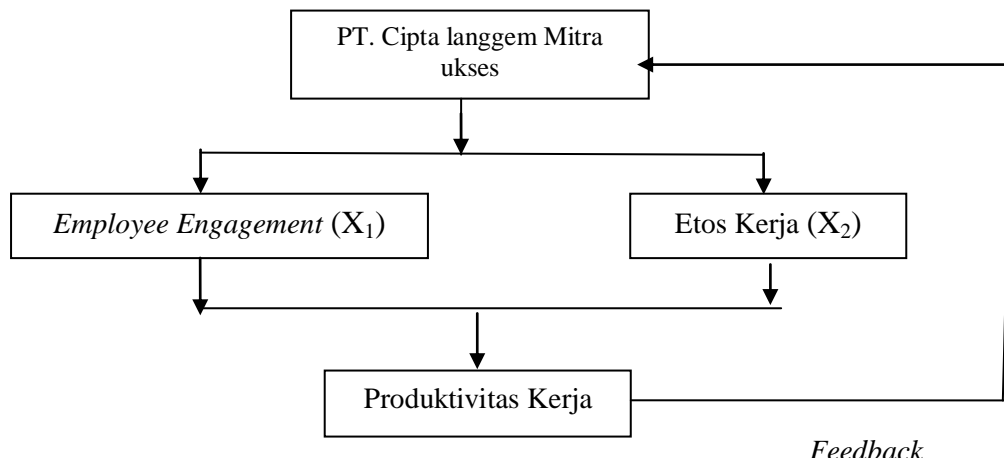 PT. Cipta langgem Mitra
ukses
Employee Engagement (X₁)
Etos Kerja (X₂)
Produktivitas Kerja
Feedback